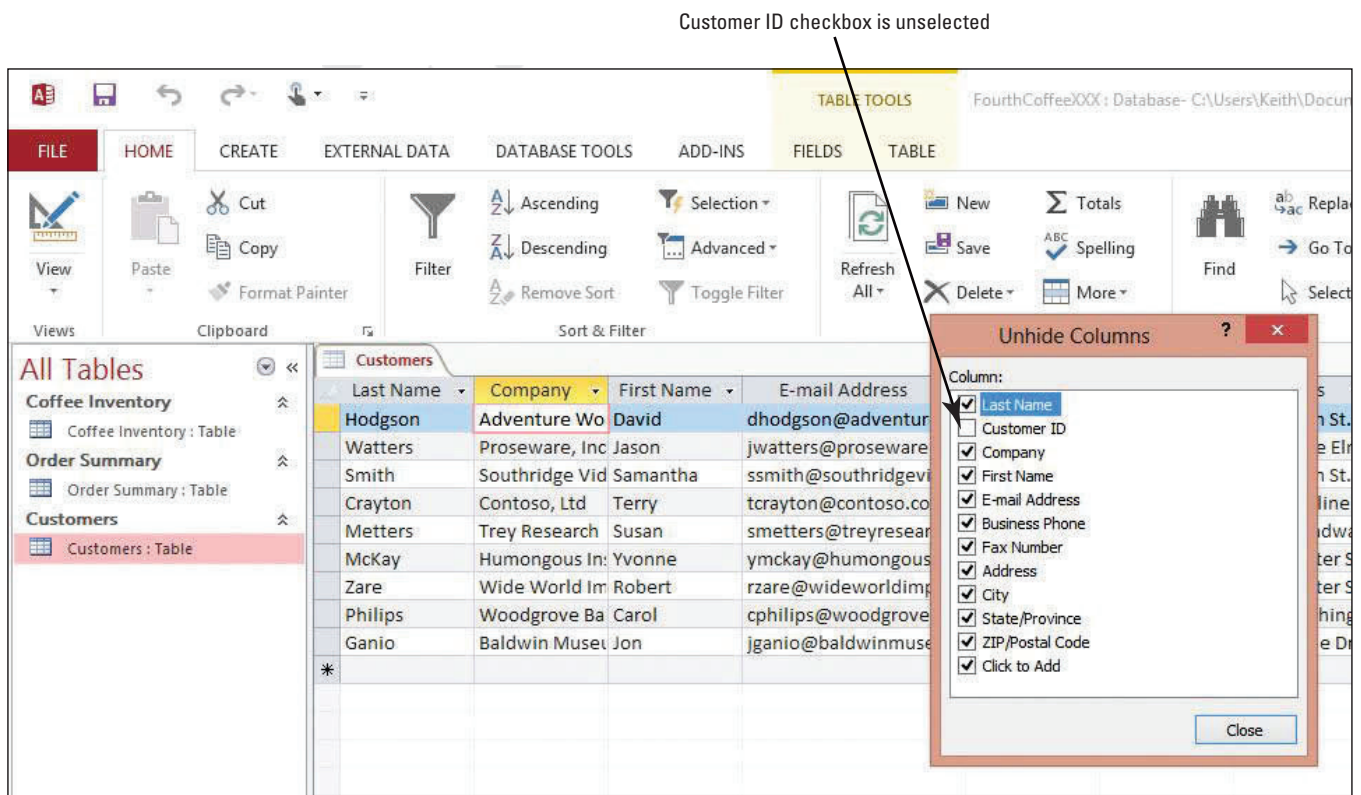 Customer ID checkbox is unselected
TABLE TOOLS
FourthCoffeeXXX : Database- C:\Users\Keith\Docum
FILE HOME CREATE EXTERNAL DATA DATABASE TOOLS ADD-INS FIELDS TABLE
View
Views
Paste
Cut
Copy
Format Painter
Clipboard
Filter
Ascending
Descending
Remove Sort
Selection
Advanced
Toggle Filter
Sort & Filter
Refresh
All
New
Save
Delete
Totals
Spelling
More
Find
Repla
Go To
Select
All Tables
Coffee Inventory
Coffee Inventory : Table
Order Summary
Order Summary : Table
Customers
Customers : Table
Customers
Last Name Company First Name E-mail Address
Hodgson Adventure Wo David dhodgson@adventur
Watters Proseware, Inc Jason jwatters@proseware
Smith Southridge Vid Samantha ssmith@southridgevi
Crayton Contoso, Ltd Terry tcrayton@contoso.co
Metters Trey Research Susan smetters@treyresear
McKay Humongous Ins Yvonne ymckay@humongous
Zare Wide World Im Robert rzare@wideworldimp
Philips Woodgrove Ba Carol cphilips@woodgrove
Ganio Baldwin Museu Jon jganio@baldwinmuse
Unhide Columns ?
Column:
Last Name
Customer ID
Company
First Name
E-mail Address
Business Phone
Fax Number
Address
City
State/Province
ZIP/Postal Code
Click to Add
Close